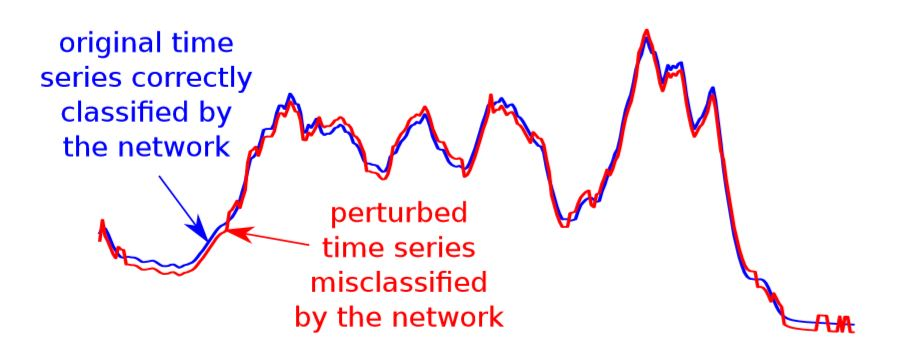 original time
series correctly
classified by
the network
perturbed
time series
misclassified
by the network